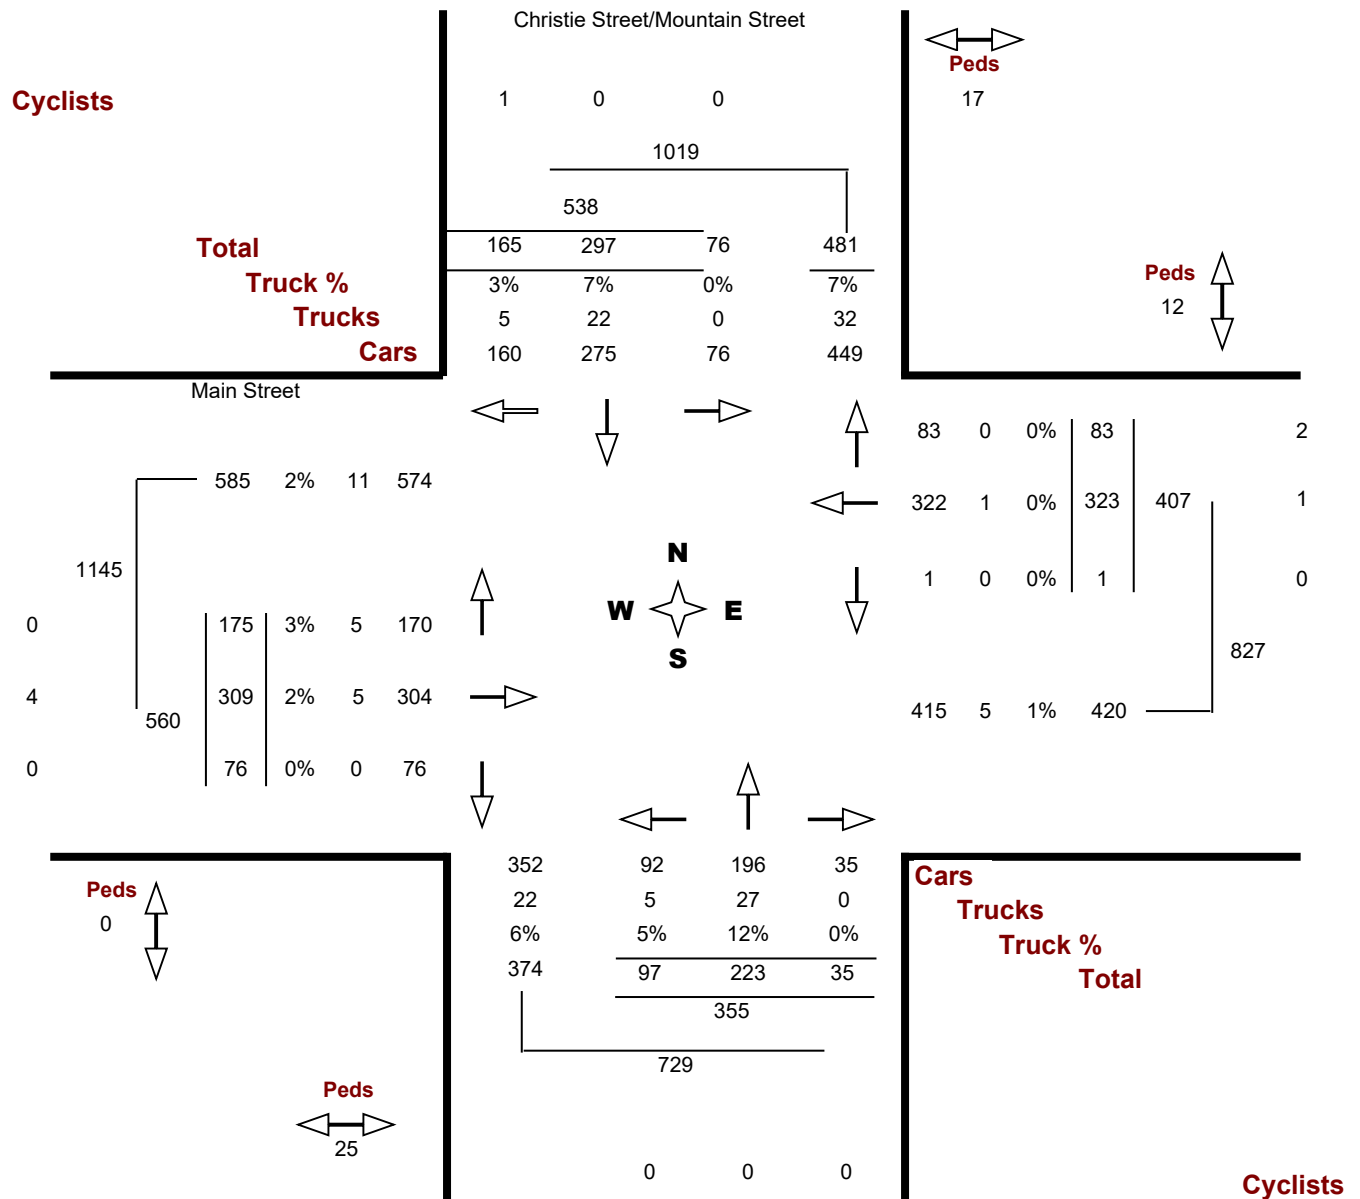 Christie Street/Mountain Street
Peds
Cyclists 1 0 0 17
1019
538
Total 165 297 76 481
Truck % 3% 7% 0% 7%
Peds
Trucks 5 22 0 32 12
Cars 160 275 76 449
Main Street
83 0 0% 83 2
585 2% 11 574
322 1 0% 323 407 1
N
1145
1 0 0% 1 0
W E
0 175 3% 5 170
S
827
4 309 2% 5 304
560
415 5 1% 420
0 76 0% 0 76
352 92 196 35
Cars
Peds
22 5 27 0
Trucks
0
6% 5% 12% 0%
Truck %
374 97 223 35
Total
355
729
Peds
25
0 0 0
Cyclists